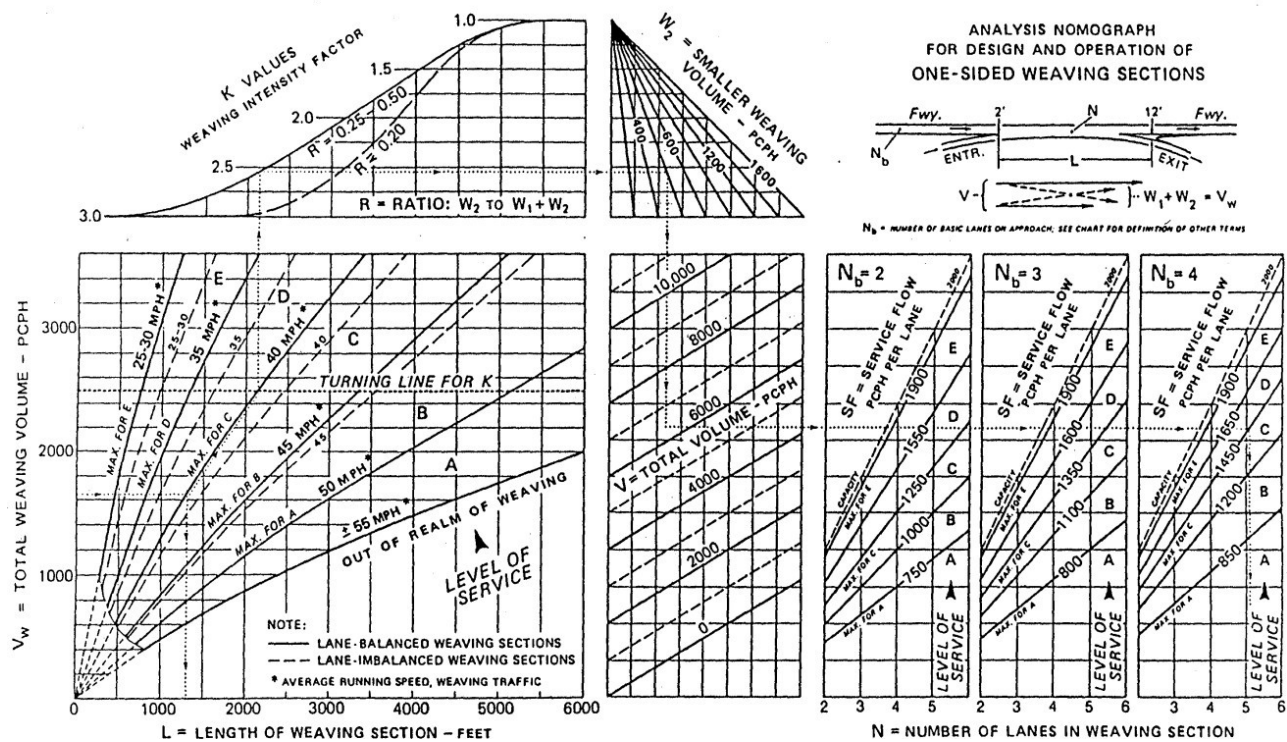 ANALYSIS NOMOGRAPH
FOR DESIGN AND OPERATION OF
ONE-SIDED WEAVING SECTIONS
Fwy. 2' N 12' Fwy.
Nb ENTR. L EXIT
V W1 + W2 = Vw
Nb = NUMBER OF BASIC LANES ON APPROACH; SEE CHART FOR DEFINITION OF OTHER TERMS
K VALUES
WEAVING INTENSITY FACTOR
1.0
1.5
2.0
2.5
3.0
R = 0.25 - 0.50
R ≤ 0.20
R = RATIO: W2 TO W1 + W2
W2 = SMALLER WEAVING
VOLUME - PCPH
400
600
1200
1600
VW = TOTAL WEAVING VOLUME - PCPH
3000
2000
1000
0
25-30 MPH*
E
25-30
35 MPH*
D
35
40 MPH*
40
C
TURNING LINE FOR K
45 MPH*
45
B
50 MPH*
A
± 55 MPH*
OUT OF REALM OF WEAVING
MAX. FOR E
MAX. FOR D
MAX. FOR C
MAX. FOR B
MAX. FOR A
LEVEL OF
SERVICE
NOTE:
LANE-BALANCED WEAVING SECTIONS
LANE-IMBALANCED WEAVING SECTIONS
* AVERAGE RUNNING SPEED, WEAVING TRAFFIC
0 1000 2000 3000 4000 5000 6000
L = LENGTH OF WEAVING SECTION - FEET
10,000
8000
6000
V = TOTAL VOLUME - PCPH
4000
2000
0
Nb = 2
SF = SERVICE FLOW
PCPH PER LANE
2000
1900
1550
1250
1000
750
CAPACITY
MAX. FOR E
MAX. FOR C
MAX. FOR A
E
D
C
B
A
LEVEL OF
SERVICE
2 3 4 5 6
Nb = 3
SF = SERVICE FLOW
PCPH PER LANE
2000
1900
1600
1350
1100
800
CAPACITY
MAX. FOR E
MAX. FOR C
MAX. FOR A
E
D
C
B
A
LEVEL OF
SERVICE
2 3 4 5 6
Nb = 4
SF = SERVICE FLOW
PCPH PER LANE
2000
1900
1650
1450
1200
850
CAPACITY
MAX. FOR E
MAX. FOR C
MAX. FOR A
E
D
C
B
A
LEVEL OF
SERVICE
2 3 4 5 6
N = NUMBER OF LANES IN WEAVING SECTION